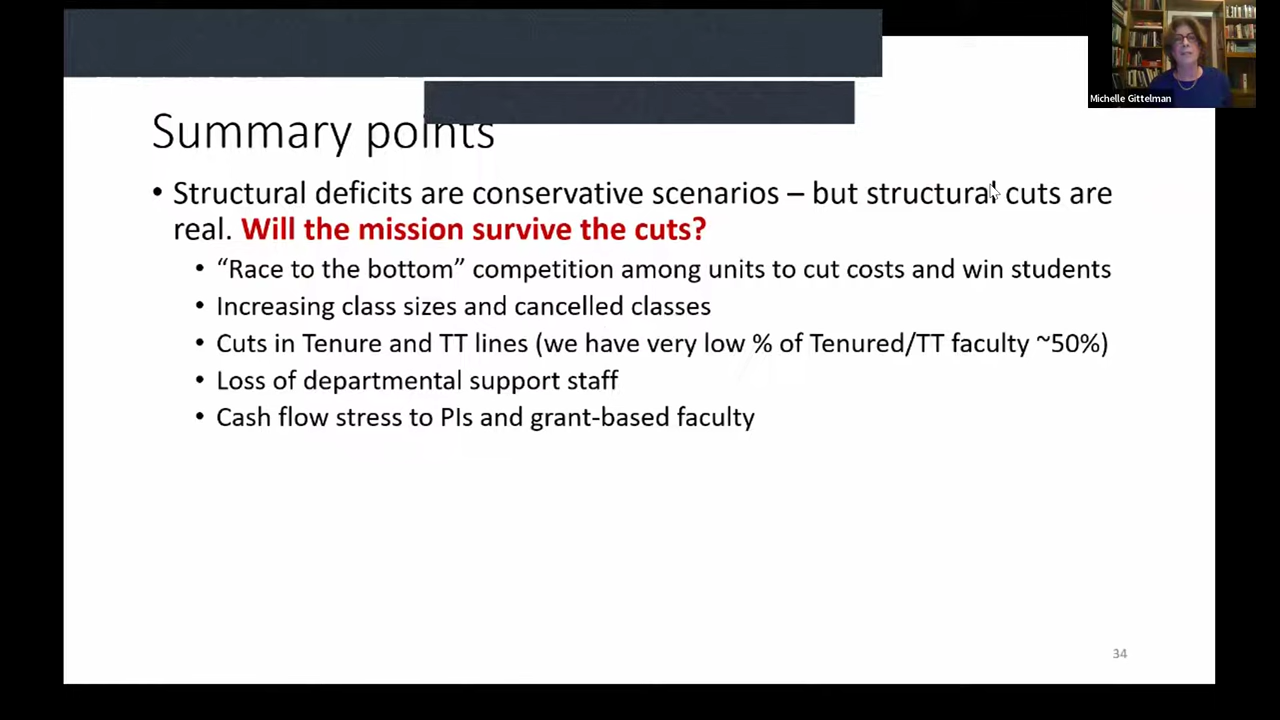 Michelle Gittelman
Summary points
• Structural deficits are conservative scenarios – but structural cuts are
real. Will the mission survive the cuts?
• “Race to the bottom” competition among units to cut costs and win students
• Increasing class sizes and cancelled classes
• Cuts in Tenure and TT lines (we have very low % of Tenured/TT faculty ~50%)
• Loss of departmental support staff
• Cash flow stress to PIs and grant-based faculty
34